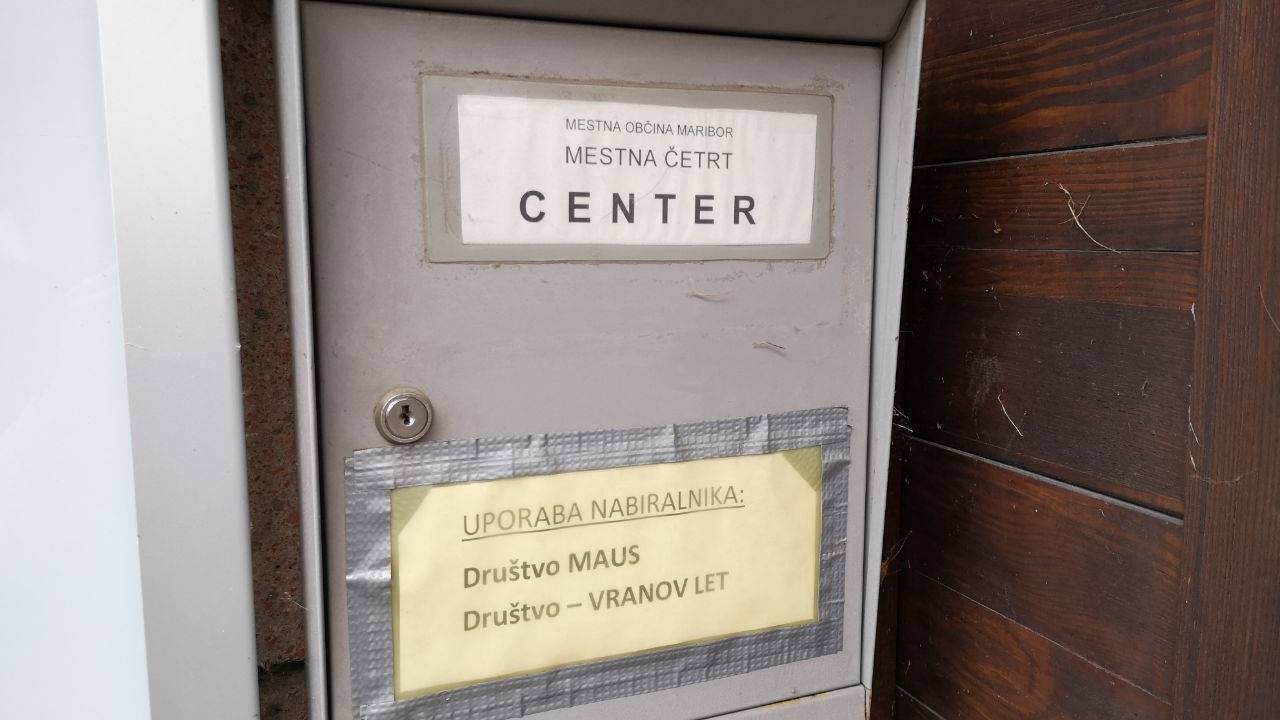 MESTNA OBČINA MARIBOR
MESTNA ČETRT
CENTER
UPORABA NABIRALNIKA:
Društvo MAUS
Društvo – VRANOV LET